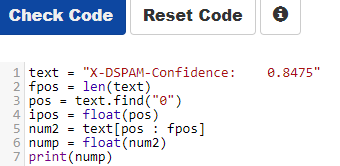 Check Code Reset Code
1 text = "X-DSPAM-Confidence:    0.8475"
2 fpos = len(text)
3 pos = text.find("0")
4 ipos = float(pos)
5 num2 = text[pos : fpos]
6 nump = float(num2)
7 print(nump)